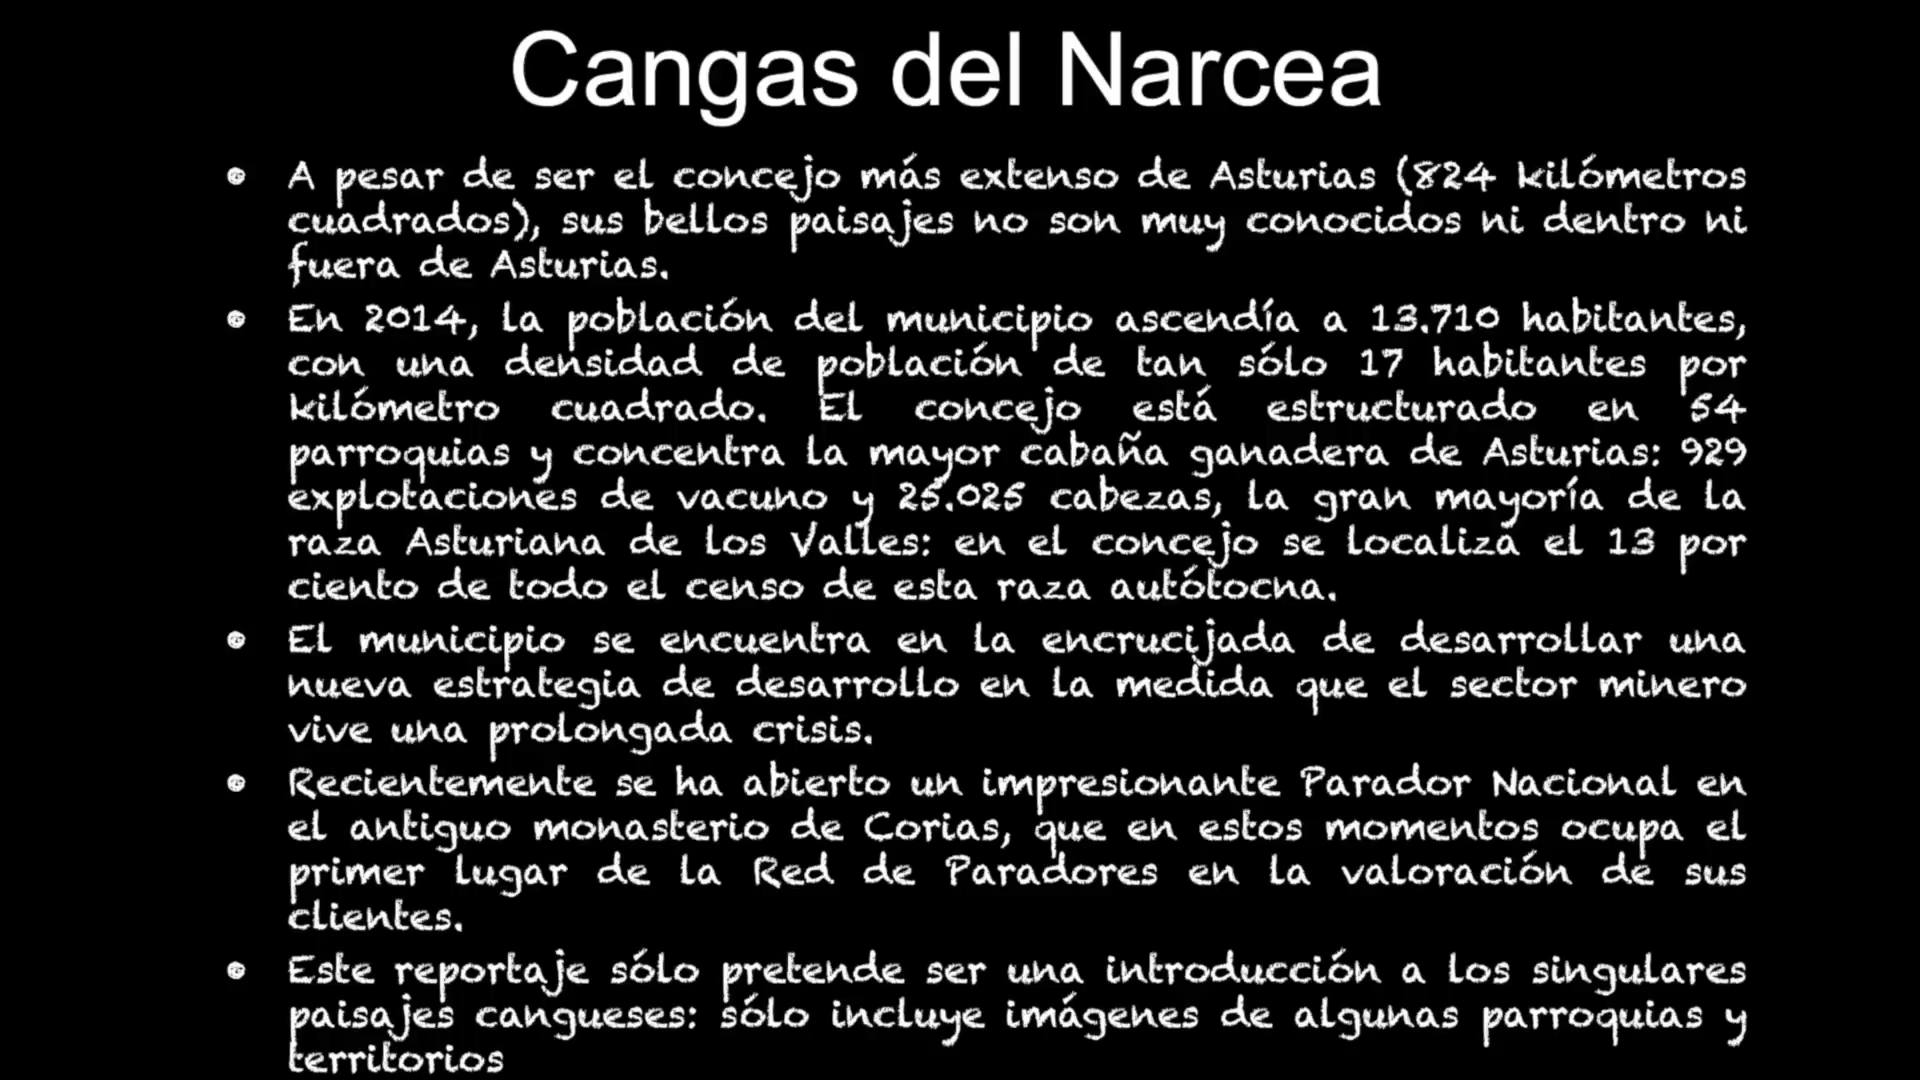 Cangas del Narcea
• A pesar de ser el concejo más extenso de Asturias (824 kilómetros
cuadrados), sus bellos paisajes no son muy conocidos ni dentro ni
fuera de Asturias.
• En 2014, la población del municipio ascendía a 13.710 habitantes,
con una densidad de población de tan sólo 17 habitantes por
kilómetro cuadrado. El concejo está estructurado en 54
parroquias y concentra la mayor cabaña ganadera de Asturias: 929
explotaciones de vacuno y 25.025 cabezas, la gran mayoría de la
raza Asturiana de los Valles: en el concejo se localiza el 13 por
ciento de todo el censo de esta raza autótocna.
• El municipio se encuentra en la encrucijada de desarrollar una
nueva estrategia de desarrollo en la medida que el sector minero
vive una prolongada crisis.
• Recientemente se ha abierto un impresionante Parador Nacional en
el antiguo monasterio de Corias, que en estos momentos ocupa el
primer lugar de la Red de Paradores en la valoración de sus
clientes.
• Este reportaje sólo pretende ser una introducción a los singulares
paisajes cangueses: sólo incluye imágenes de algunas parroquias y
territorios